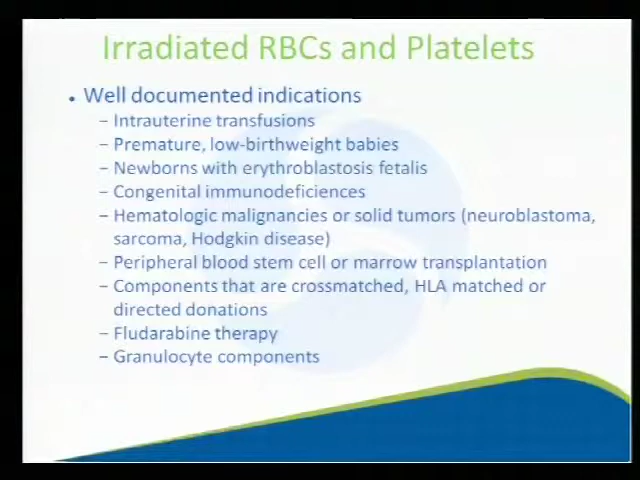 Irradiated RBCs and Platelets
• Well documented indications
– Intrauterine transfusions
– Premature, low-birthweight babies
– Newborns with erythroblastosis fetalis
– Congenital immunodeficiences
– Hematologic malignancies or solid tumors (neuroblastoma,
sarcoma, Hodgkin disease)
– Peripheral blood stem cell or marrow transplantation
– Components that are crossmatched, HLA matched or
directed donations
– Fludarabine therapy
– Granulocyte components